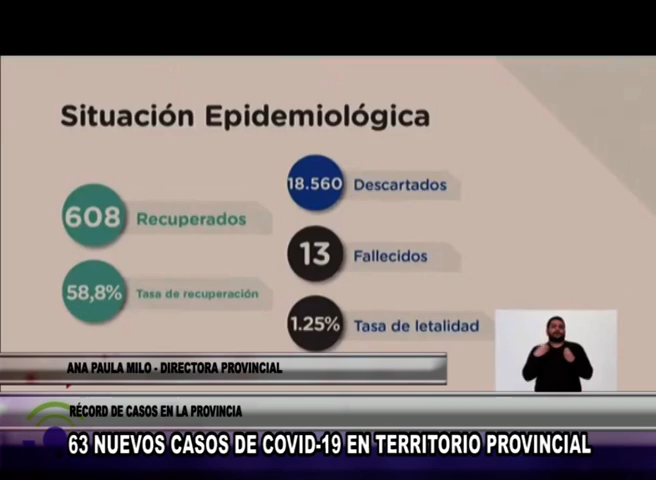 Situación Epidemiológica
608 Recuperados
58,8% Tasa de recuperación
18.560 Descartados
13 Fallecidos
1.25% Tasa de letalidad
ANA PAULA MILO - DIRECTORA PROVINCIAL
RÉCORD DE CASOS EN LA PROVINCIA
63 NUEVOS CASOS DE COVID-19 EN TERRITORIO PROVINCIAL